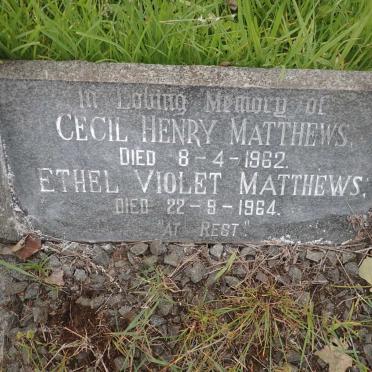 In Loving Memory of
CECIL HENRY MATTHEWS,
DIED 8-4-1962.
ETHEL VIOLET MATTHEWS,
DIED 22-8-1964.
"AT REST"